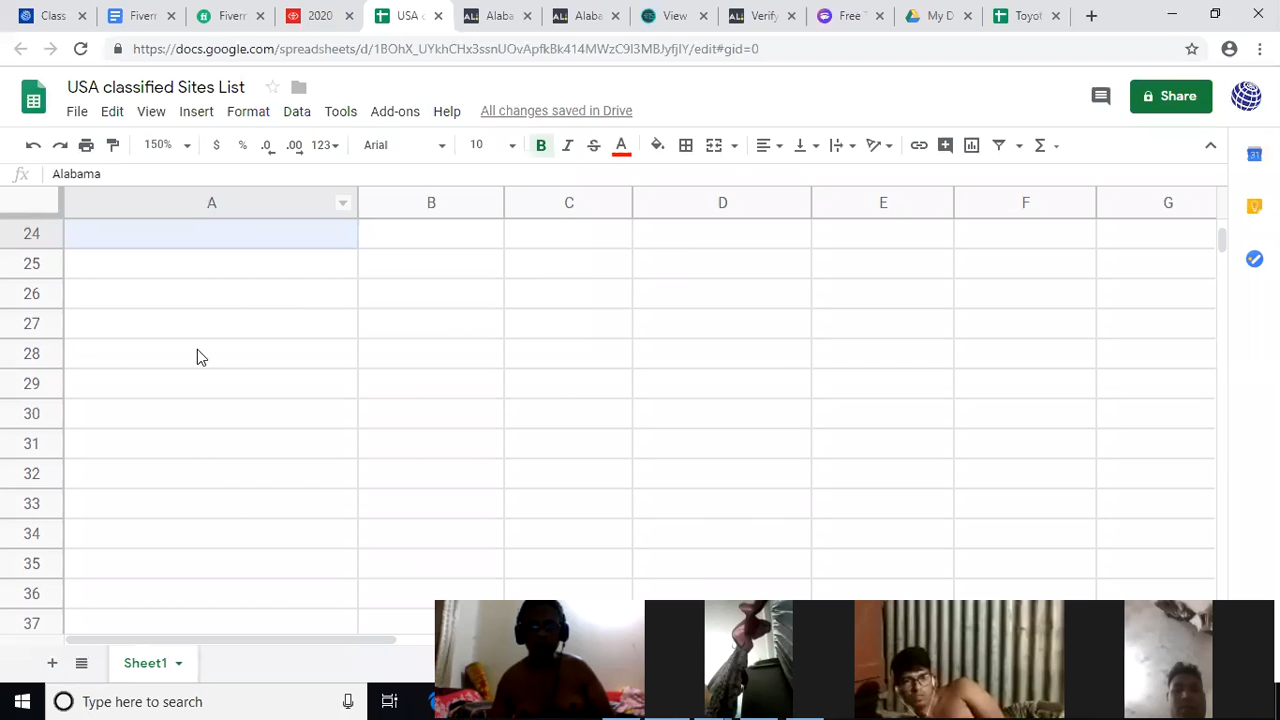 Class
Fiverr
Fiverr
2020
USA c
Alaba
Alaba
View
Verify
Free T
My D
Toyot
https://docs.google.com/spreadsheets/d/1BOhX_UYkhCHx3ssnUOvApfkBk414MWzC9I3MBJyfjIY/edit#gid=0
USA classified Sites List
File Edit View Insert Format Data Tools Add-ons Help All changes saved in Drive
Share
150% $ % .0 .00 123 Arial 10 B I S A Σ
31
fx Alabama
A B C D E F G
24
25
26
27
28
29
30
31
32
33
34
35
36
37
Sheet1
Type here to search